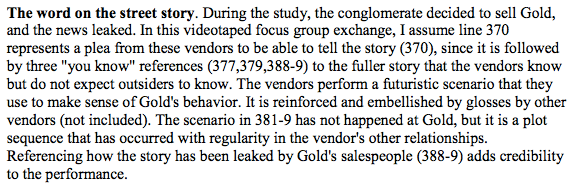 The word on the street story. During the study, the conglomerate decided to sell Gold,
and the news leaked. In this videotaped focus group exchange, I assume line 370
represents a plea from these vendors to be able to tell the story (370), since it is followed
by three "you know" references (377,379,388-9) to the fuller story that the vendors know
but do not expect outsiders to know. The vendors perform a futuristic scenario that they
use to make sense of Gold's behavior. It is reinforced and embellished by glosses by other
vendors (not included). The scenario in 381-9 has not happened at Gold, but it is a plot
sequence that has occurred with regularity in the vendor's other relationships.
Referencing how the story has been leaked by Gold's salespeople (388-9) adds credibility
to the performance.